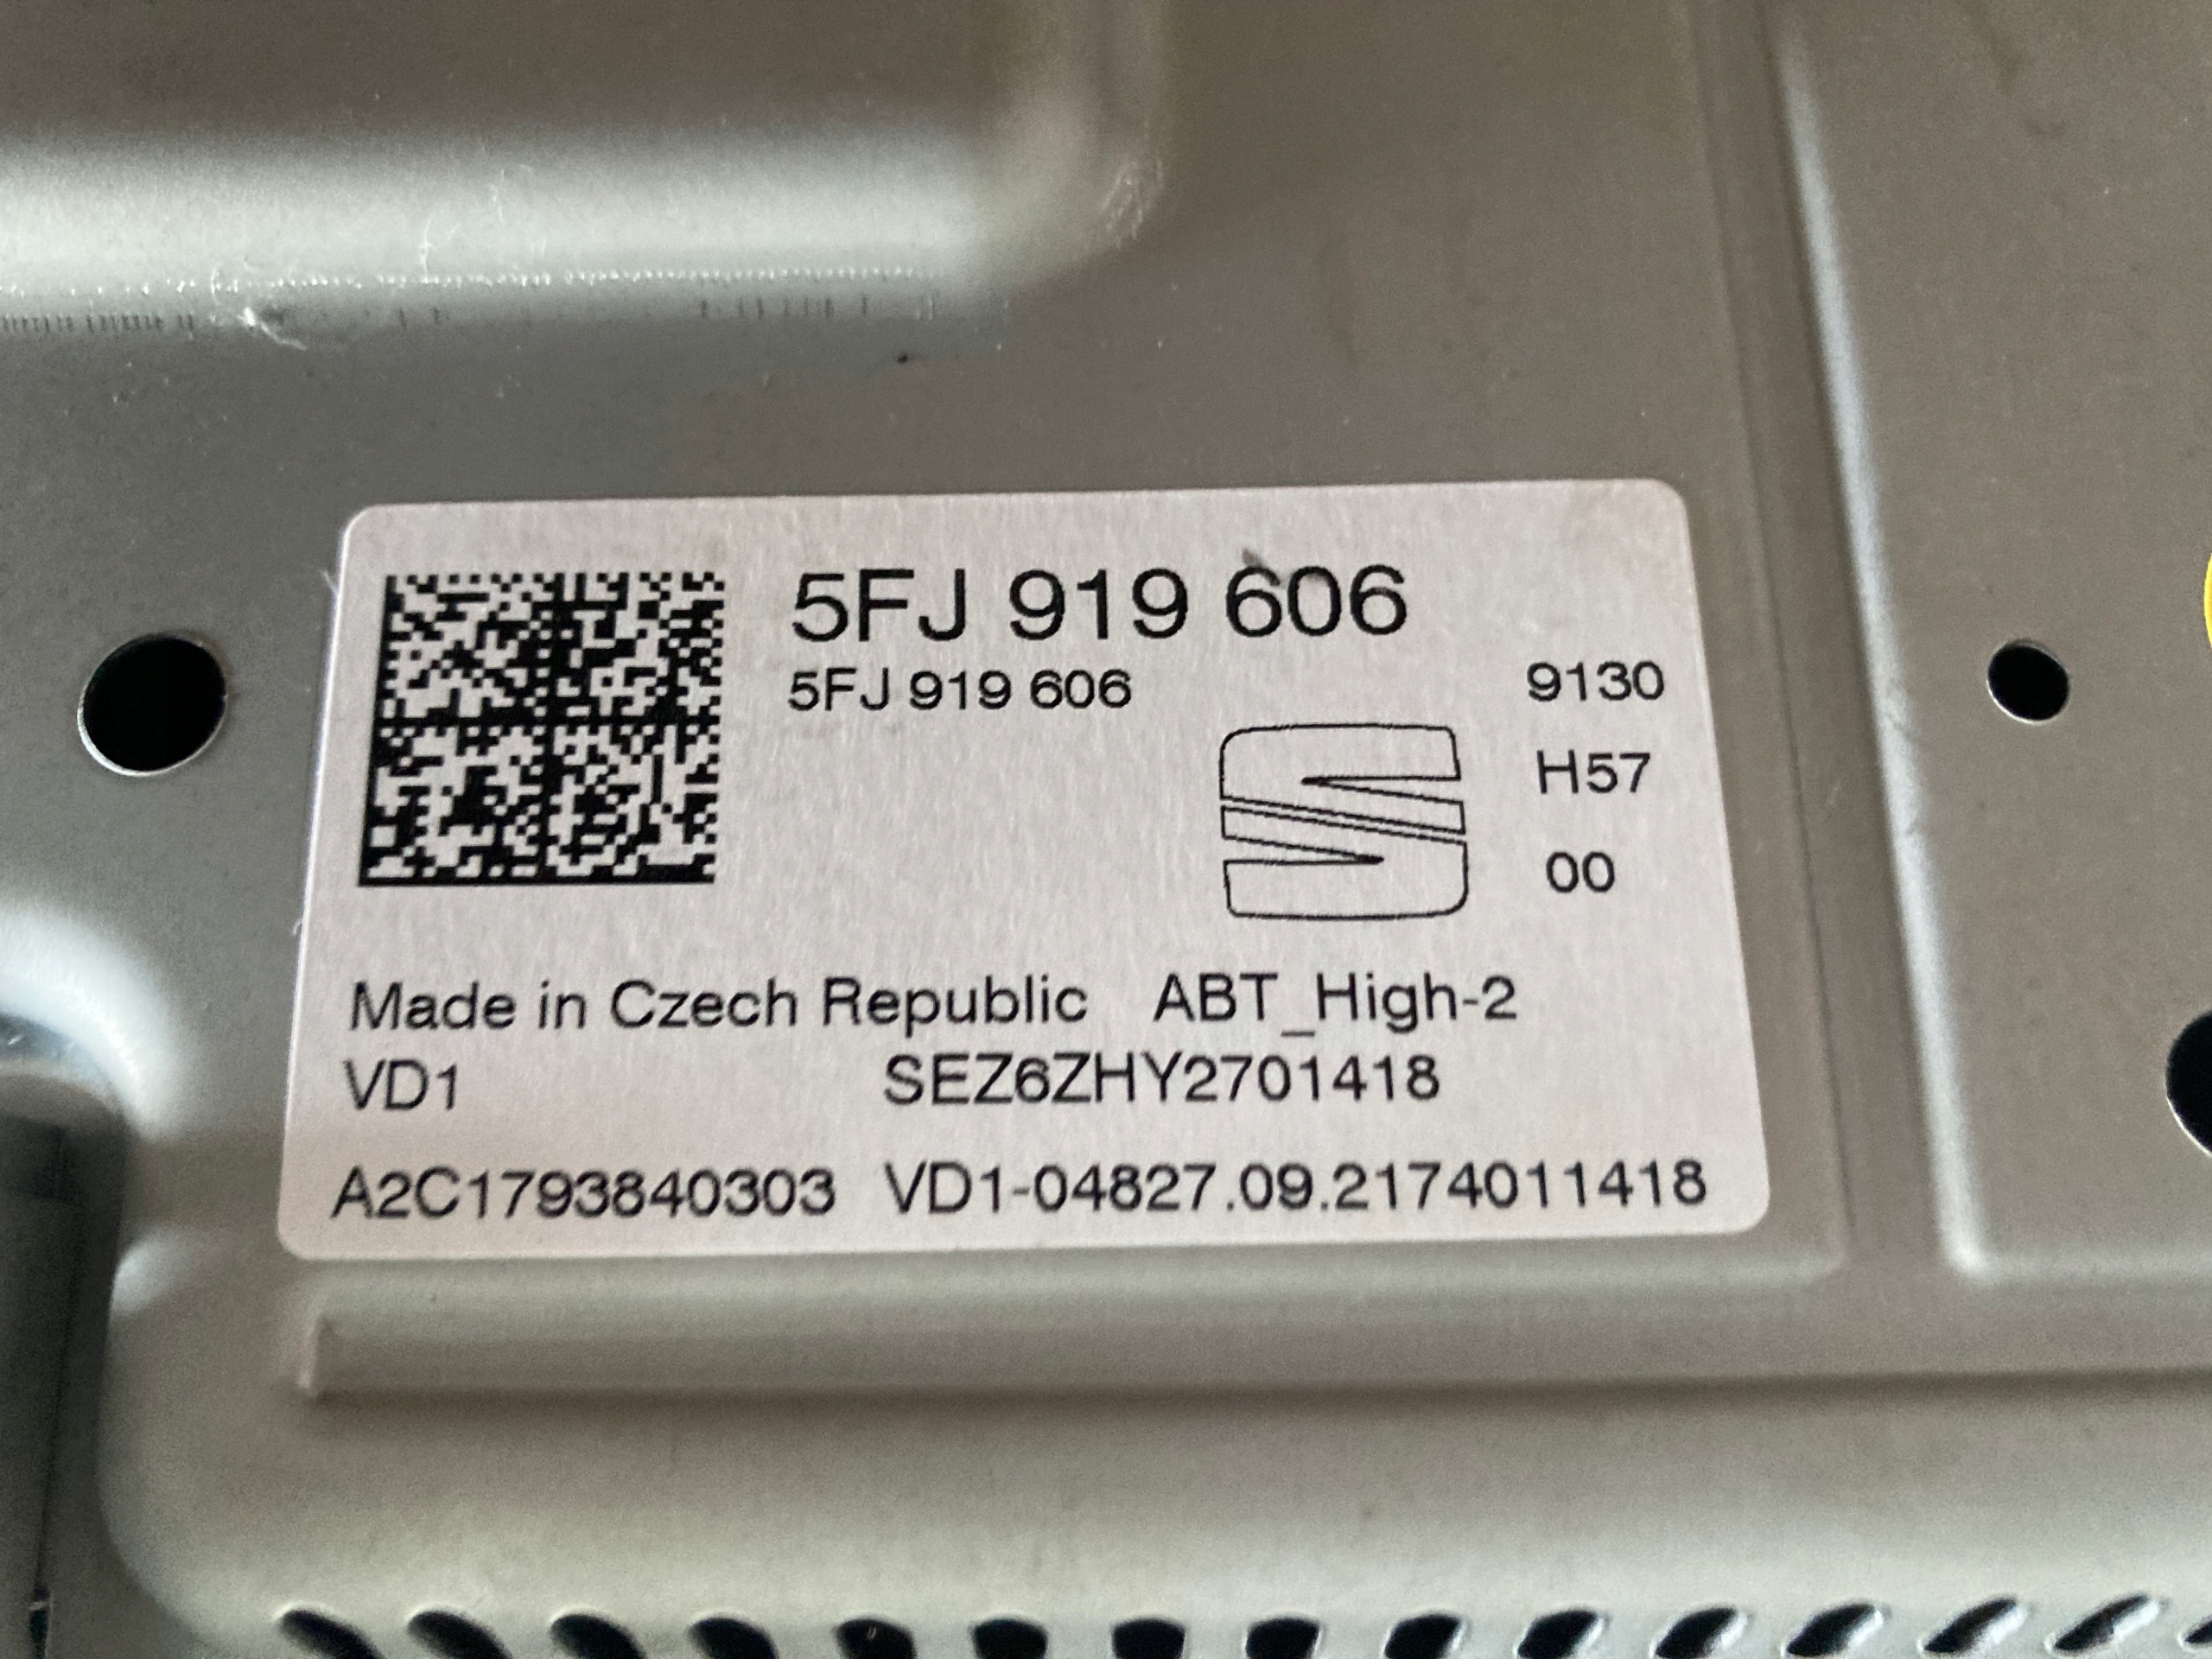 5FJ 919 606
5FJ 919 606
9130
H57
00
Made in Czech Republic ABT_High-2
VD1 SEZ6ZHY2701418
A2C1793840303 VD1-04827.09.2174011418